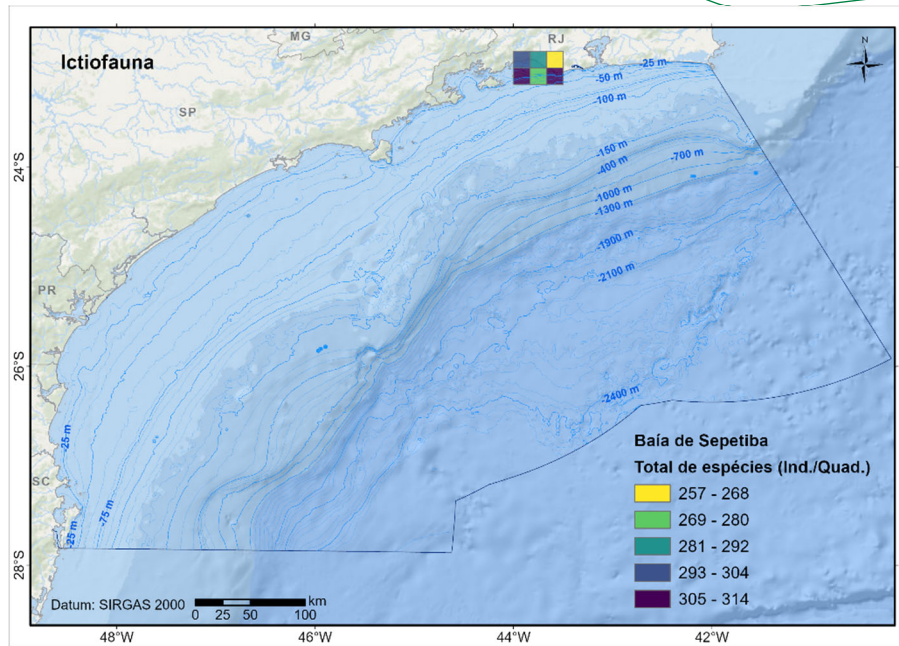 Ictiofauna
MG
RJ
N
SP
PR
SC
-25 m
-50 m
-100 m
-150 m
-400 m
-700 m
-1000 m
-1300 m
-1900 m
-2100 m
-2400 m
-25 m
-75 m
-25 m
24°S
26°S
28°S
Baía de Sepetiba
Total de espécies (Ind./Quad.)
257 - 268
269 - 280
281 - 292
293 - 304
305 - 314
Datum: SIRGAS 2000
km
0 25 50 100
48°W 46°W 44°W 42°W